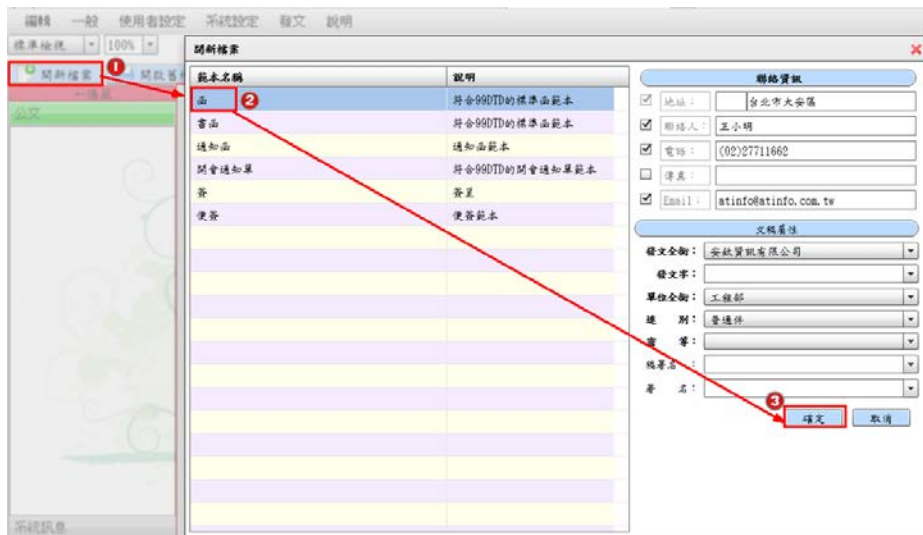 編輯 一般 使用者設定 系統設定 發文 說明
標準檢視 100%
開新檔案 開啟舊
公文
系統訊息
開新檔案
範本名稱 說明
函 符合99DTD的標準函範本
書函 符合99DTD的標準函範本
通知函 通知函範本
開會通知單 符合99DTD的開會通知單範本
簽 簽呈
便簽 便簽範本
聯絡資訊
地址： 台北市大安區
聯絡人： 王小明
電話： (02)27711662
傳真：
Email： atinfo@atinfo.com.tw
文稿屬性
發文全銜： 安欽資訊有限公司
發文字：
單位全銜： 工程部
速 別： 普通件
密 等：
署 名：
確定 取消
1
2
3